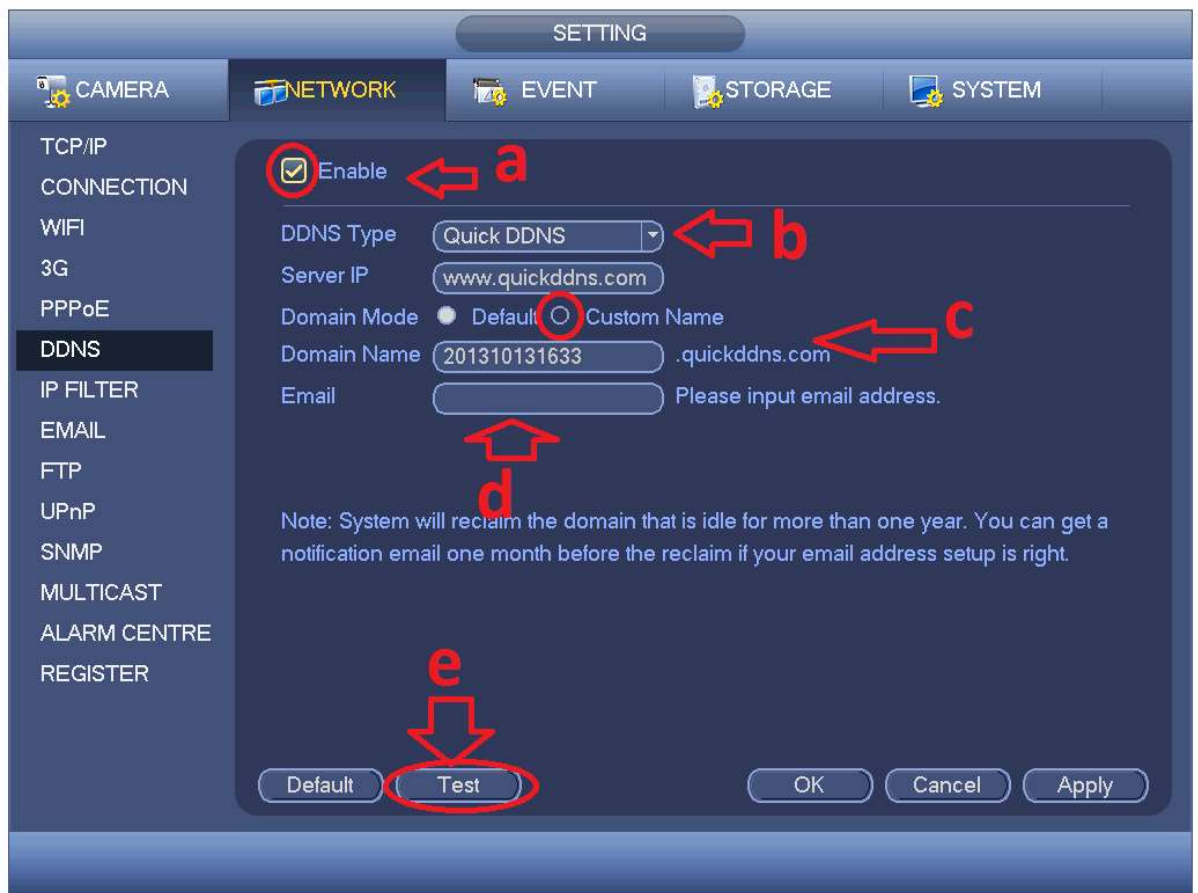 SETTING
CAMERA NETWORK EVENT STORAGE SYSTEM
TCP/IP
CONNECTION
WIFI
3G
PPPoE
DDNS
IP FILTER
EMAIL
FTP
UPnP
SNMP
MULTICAST
ALARM CENTRE
REGISTER
Enable a
DDNS Type Quick DDNS b
Server IP www.quickddns.com
Domain Mode Default Custom Name c
Domain Name 201310131633 .quickddns.com
Email Please input email address.
d
Note: System will reclaim the domain that is idle for more than one year. You can get a
notification email one month before the reclaim if your email address setup is right.
e
Default Test OK Cancel Apply